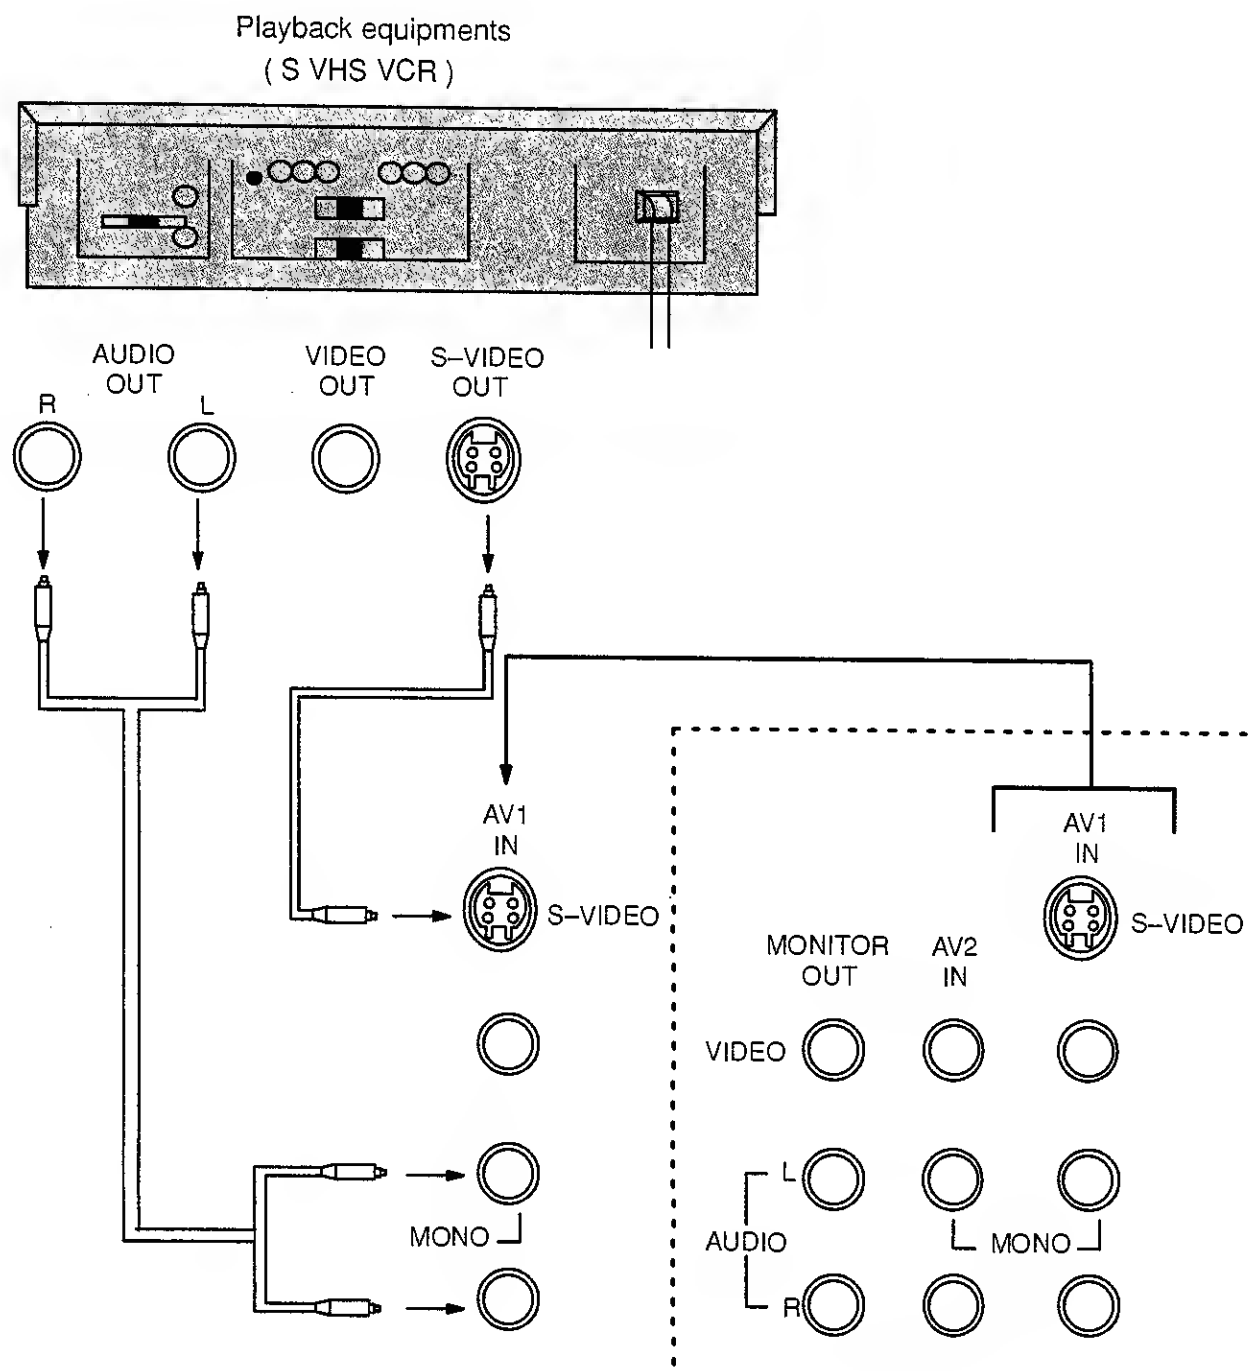 Playback equipments
( S VHS VCR )
AUDIO
OUT
R
L
VIDEO
OUT
S–VIDEO
OUT
AV1
IN
S–VIDEO
MONO
AV1
IN
S–VIDEO
MONITOR
OUT
AV2
IN
VIDEO
L
AUDIO
MONO
R